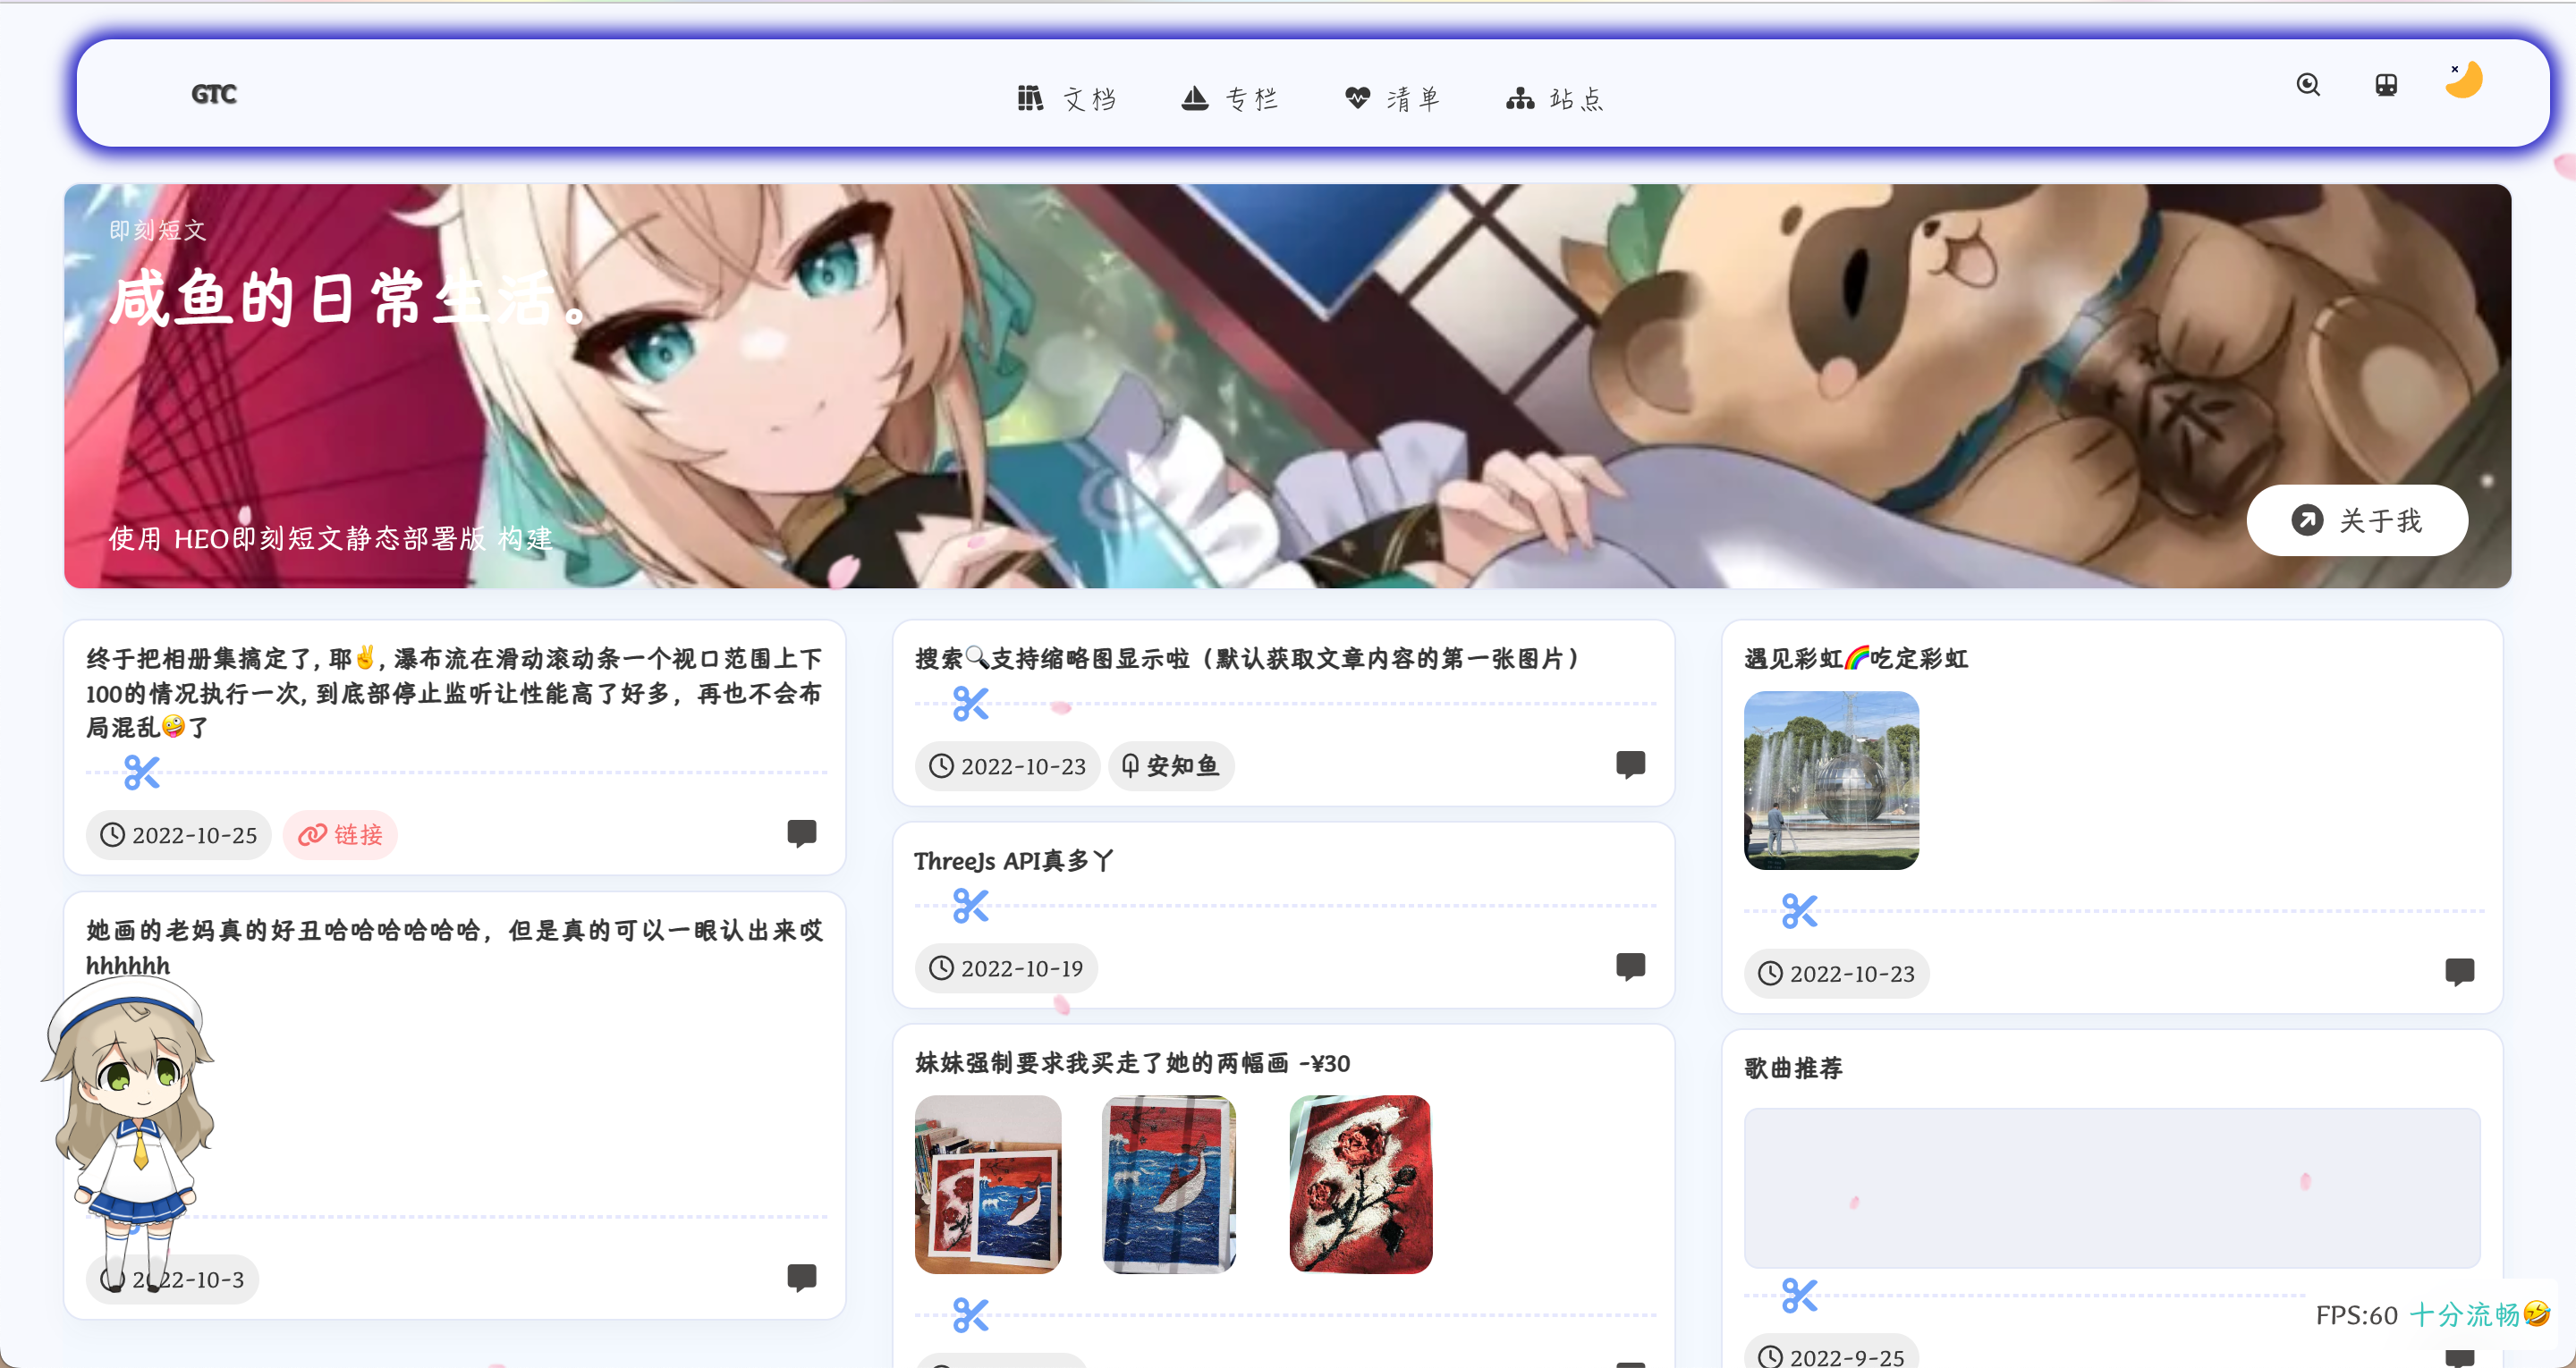 GTC
文档
专栏
清单
站点
即刻短文
咸鱼的日常生活。
使用 HEO即刻短文静态部署版 构建
关于我
终于把相册集搞定了, 耶✌️, 瀑布流在滑动滚动条一个视口范围上下
100的情况执行一次, 到底部停止监听让性能高了好多，再也不会布
局混乱🤪了
2022-10-25
链接
她画的老妈真的好丑哈哈哈哈哈哈，但是真的可以一眼认出来哎
hhhhhh
2022-10-3
搜索🔍支持缩略图显示啦（默认获取文章内容的第一张图片）
2022-10-23
安知鱼
ThreeJs API真多丫
2022-10-19
妹妹强制要求我买走了她的两幅画 -¥30
遇见彩虹🌈吃定彩虹
2022-10-23
歌曲推荐
2022-9-25
FPS:60 十分流畅🤣